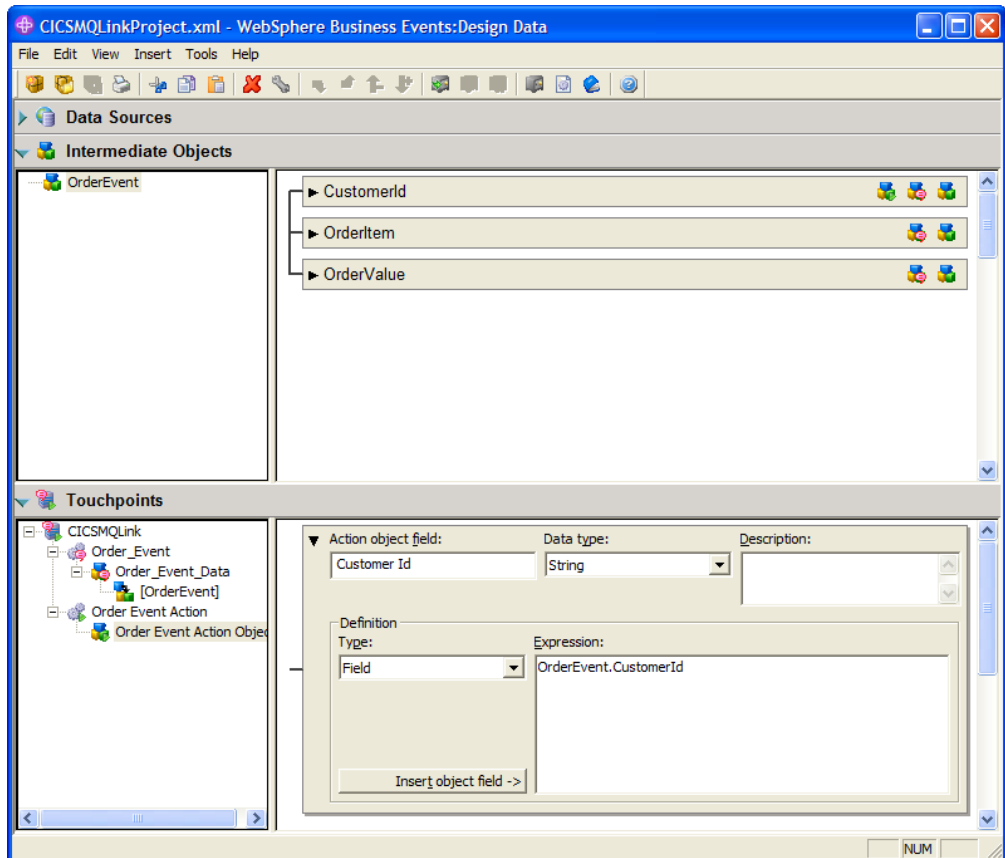 CICSMQLinkProject.xml - WebSphere Business Events:Design Data
File Edit View Insert Tools Help
Data Sources
Intermediate Objects
OrderEvent
CustomerId
OrderItem
OrderValue
Touchpoints
CICSMQLink
Order_Event
Order_Event_Data
[OrderEvent]
Order Event Action
Order Event Action Objec
Action object field: Data type: Description:
Customer Id String
Definition
Type: Expression:
Field OrderEvent.CustomerId
Insert object field ->
NUM